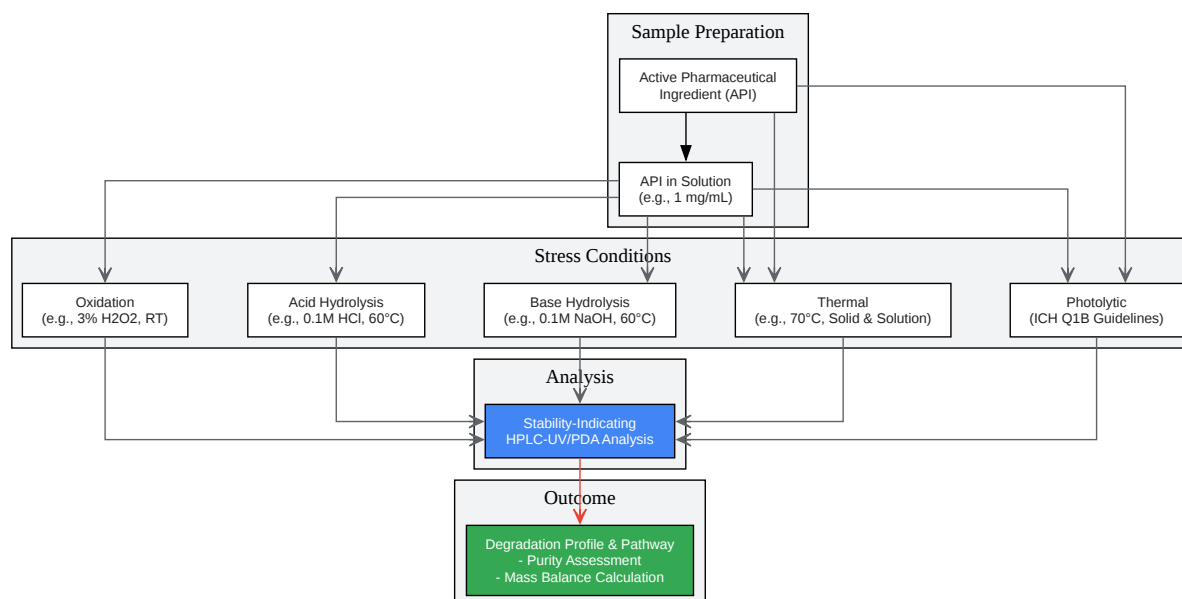 Sample Preparation
Active Pharmaceutical
Ingredient (API)
API in Solution
(e.g., 1 mg/mL)
Stress Conditions
Oxidation
(e.g., 3% H2O2, RT)
Acid Hydrolysis
(e.g., 0.1M HCl, 60°C)
Base Hydrolysis
(e.g., 0.1M NaOH, 60°C)
Thermal
(e.g., 70°C, Solid & Solution)
Photolytic
(ICH Q1B Guidelines)
Analysis
Stability-Indicating
HPLC-UV/PDA Analysis
Outcome
Degradation Profile & Pathway
- Purity Assessment
- Mass Balance Calculation